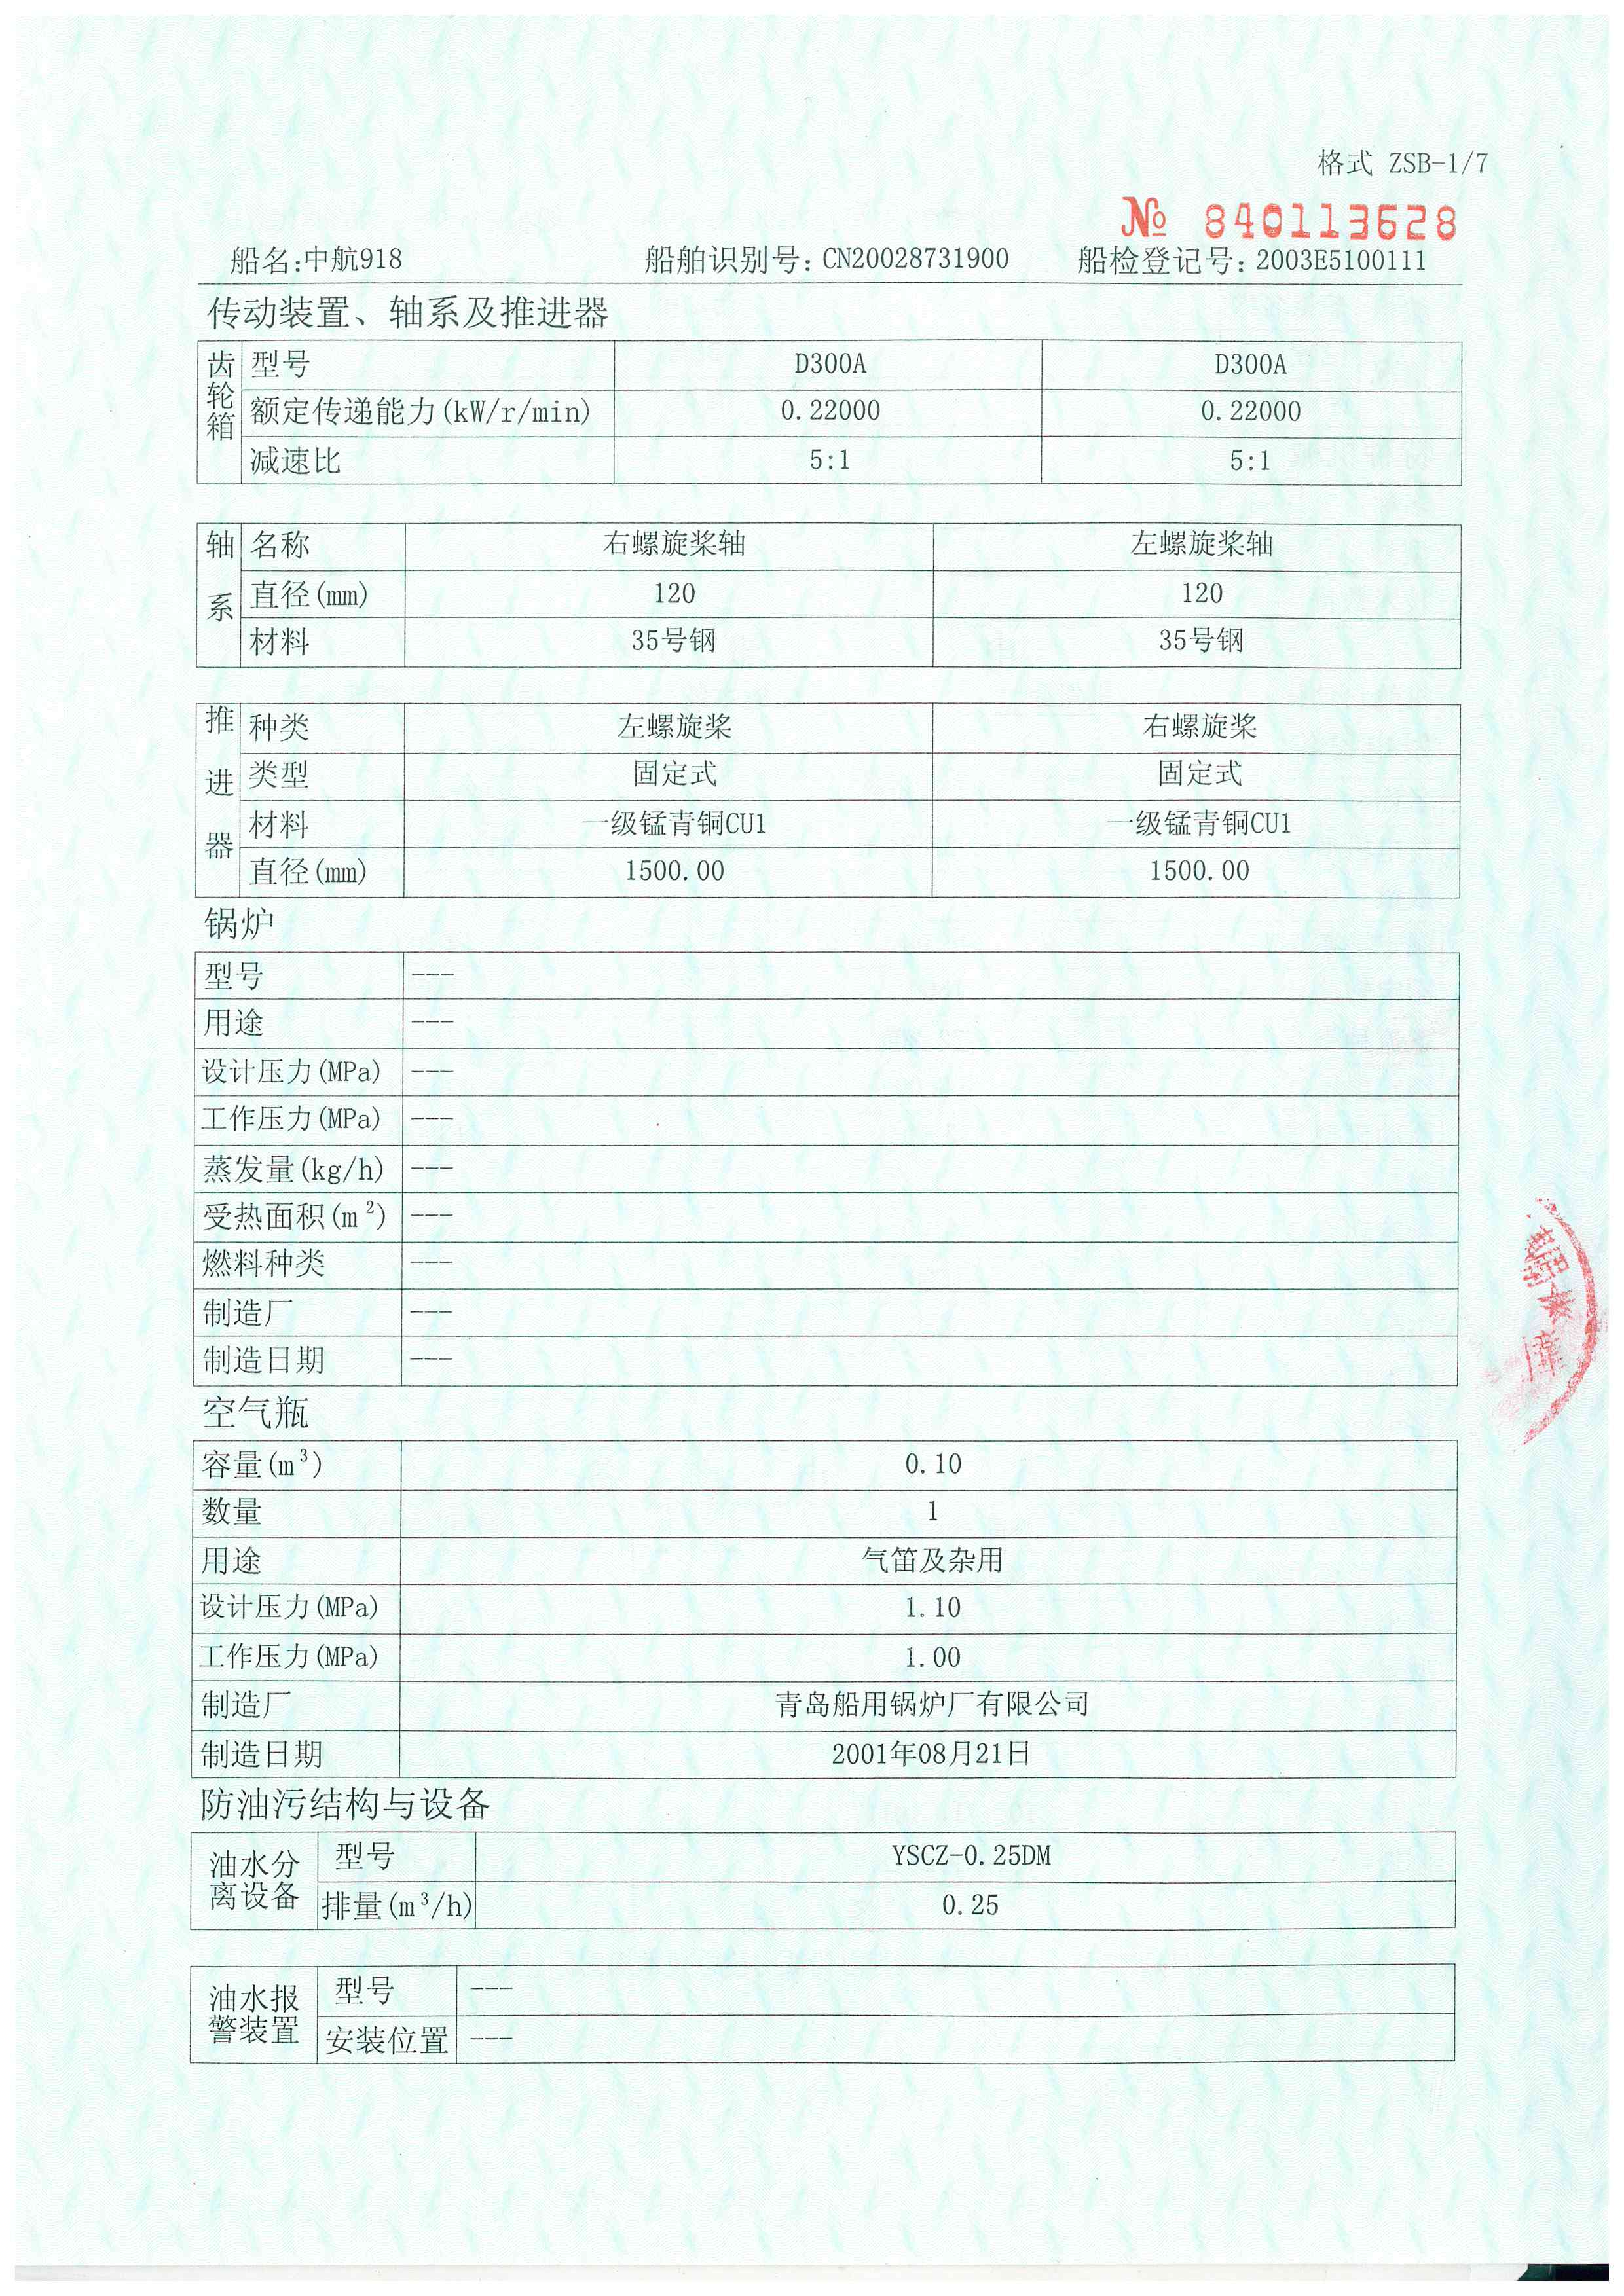 格式 ZSB-1/7
№ 840113628
船名:中航918 船舶识别号: CN20028731900 船检登记号: 2003E5100111
传动装置、轴系及推进器
齿轮箱
型号 D300A D300A
额定传递能力(kW/r/min) 0.22000 0.22000
减速比 5:1 5:1
轴系
名称 右螺旋桨轴 左螺旋桨轴
直径(mm) 120 120
材料 35号钢 35号钢
推进器
种类 左螺旋桨 右螺旋桨
类型 固定式 固定式
材料 一级锰青铜CU1 一级锰青铜CU1
直径(mm) 1500.00 1500.00
锅炉
型号 ---
用途 ---
设计压力(MPa) ---
工作压力(MPa) ---
蒸发量(kg/h) ---
受热面积(m²) ---
燃料种类 ---
制造厂 ---
制造日期 ---
空气瓶
容量(m³) 0.10
数量 1
用途 气笛及杂用
设计压力(MPa) 1.10
工作压力(MPa) 1.00
制造厂 青岛船用锅炉厂有限公司
制造日期 2001年08月21日
防油污结构与设备
油水分离设备
型号 YSCZ-0.25DM
排量(m³/h) 0.25
油水报警装置
型号 ---
安装位置 ---